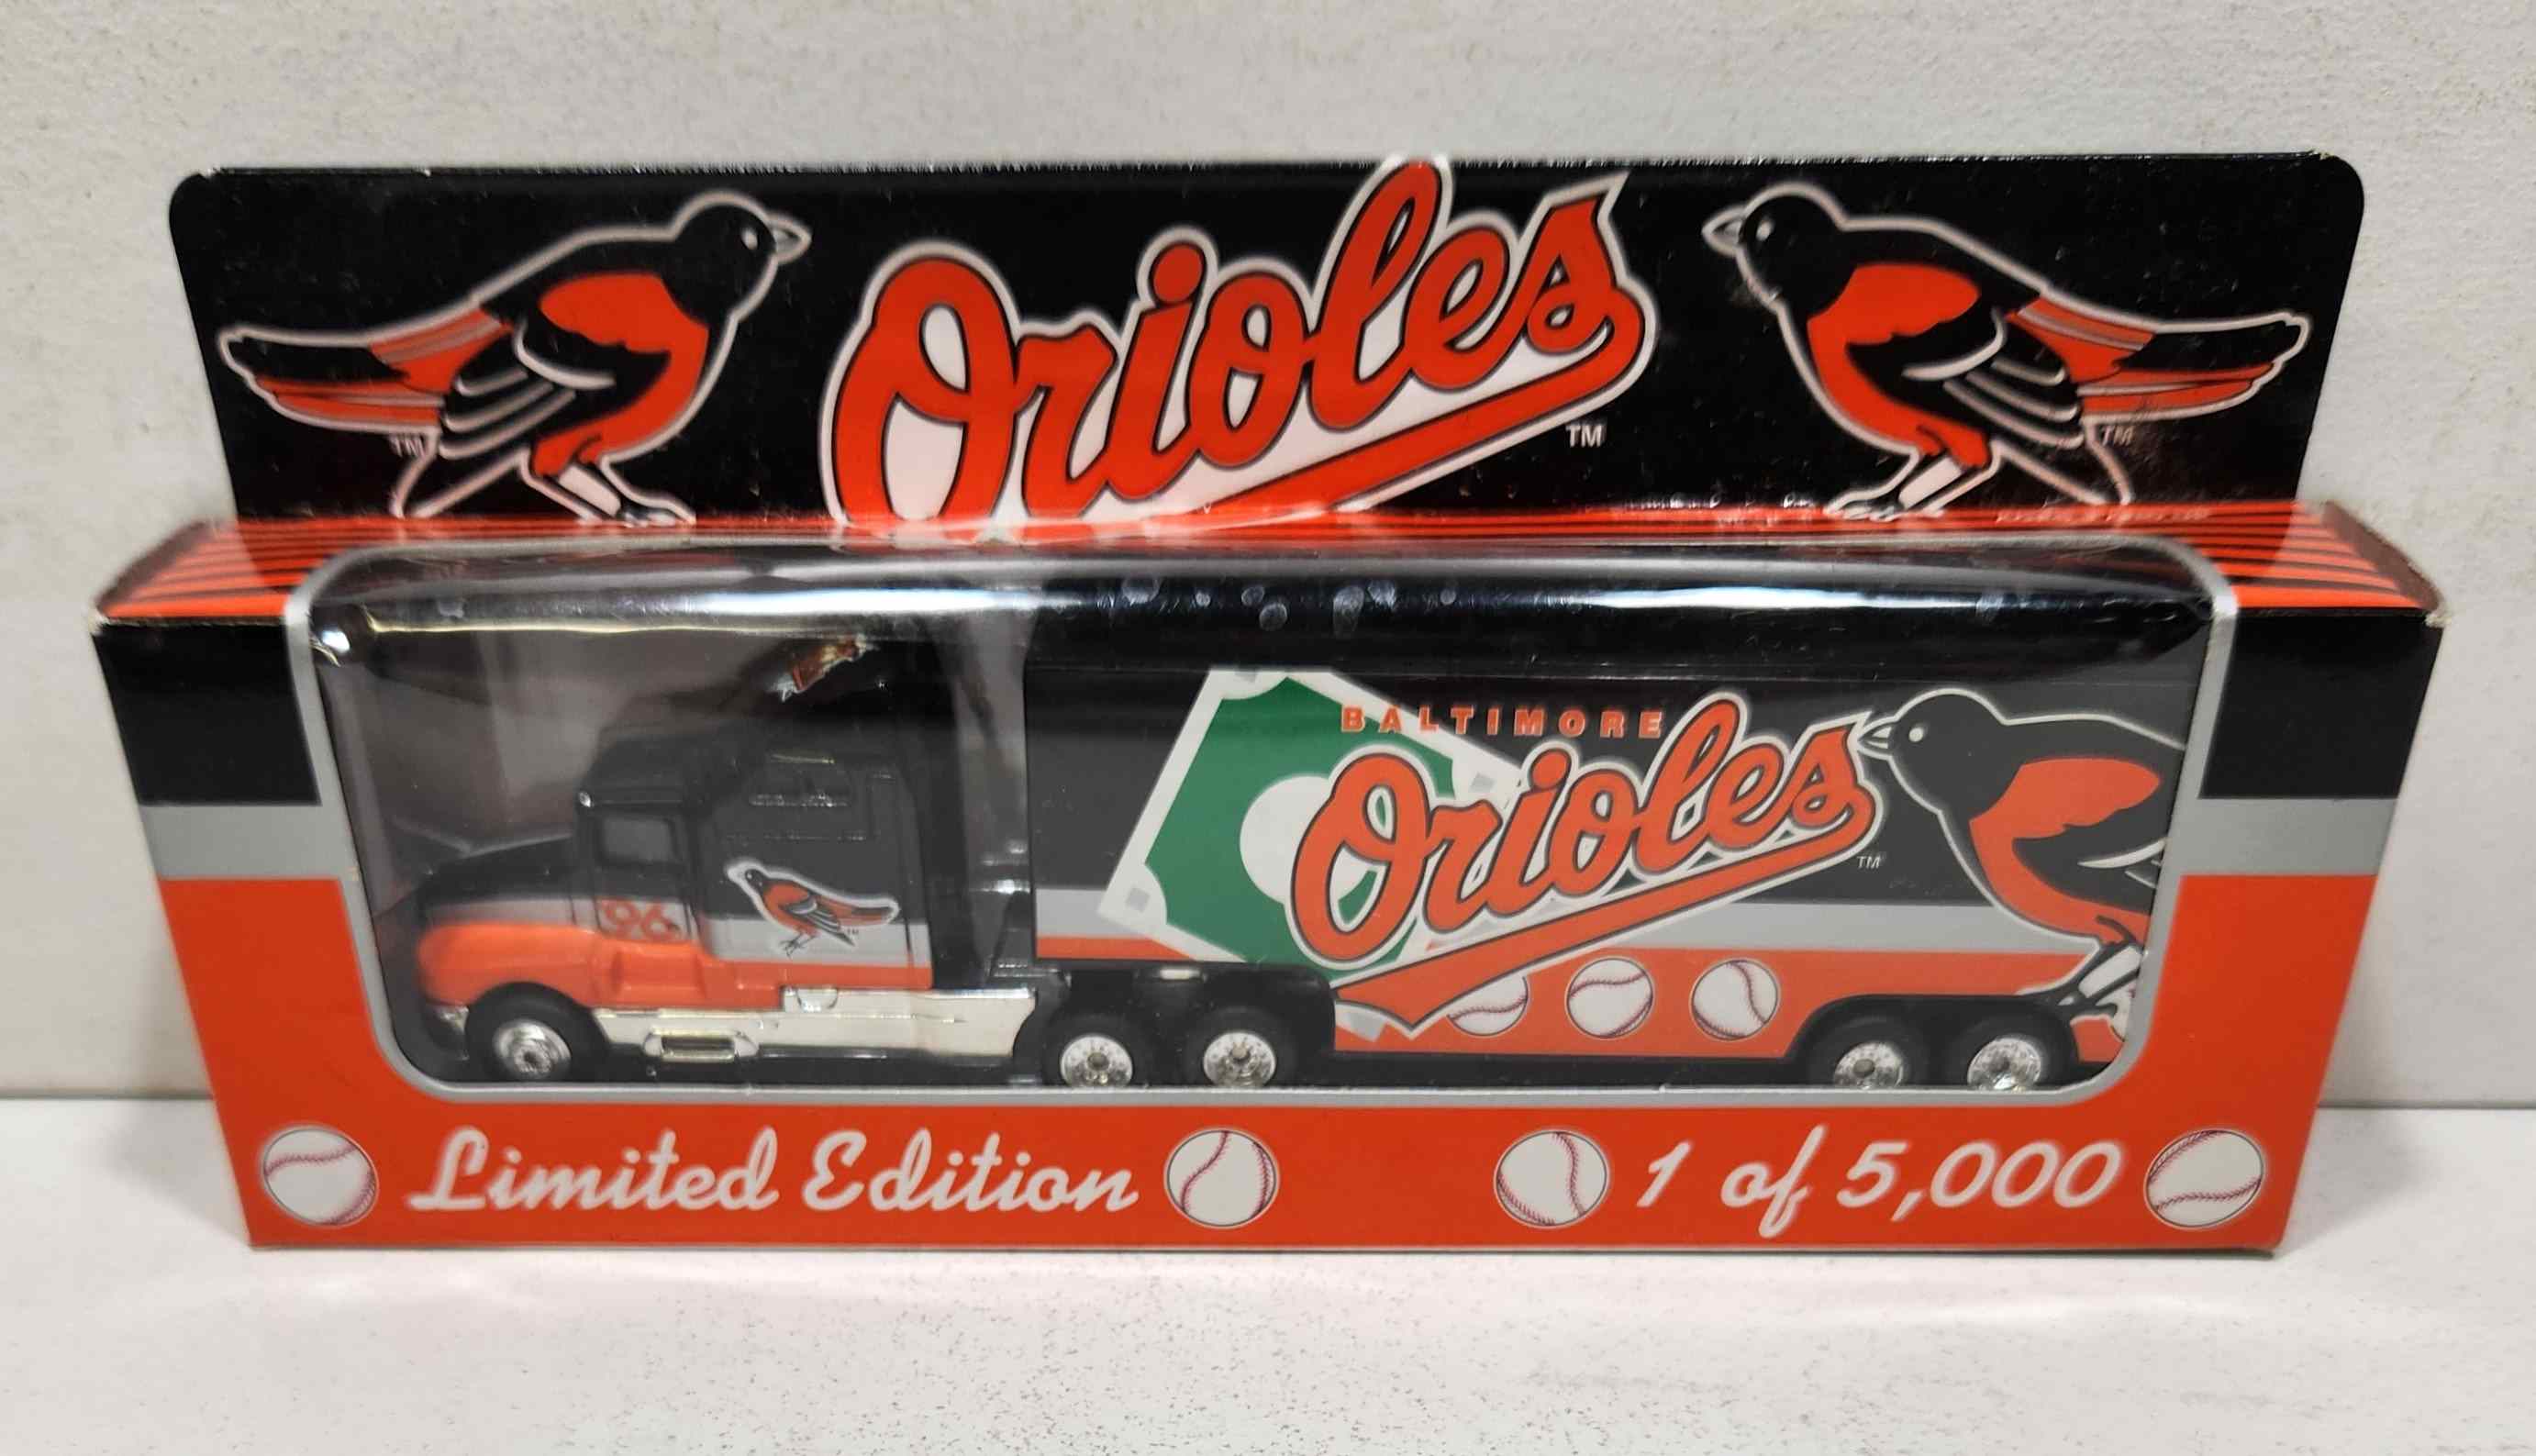 Orioles
TM
TM
TM
BALTIMORE
Orioles
TM
'96
TM
Limited Edition
1 of 5,000